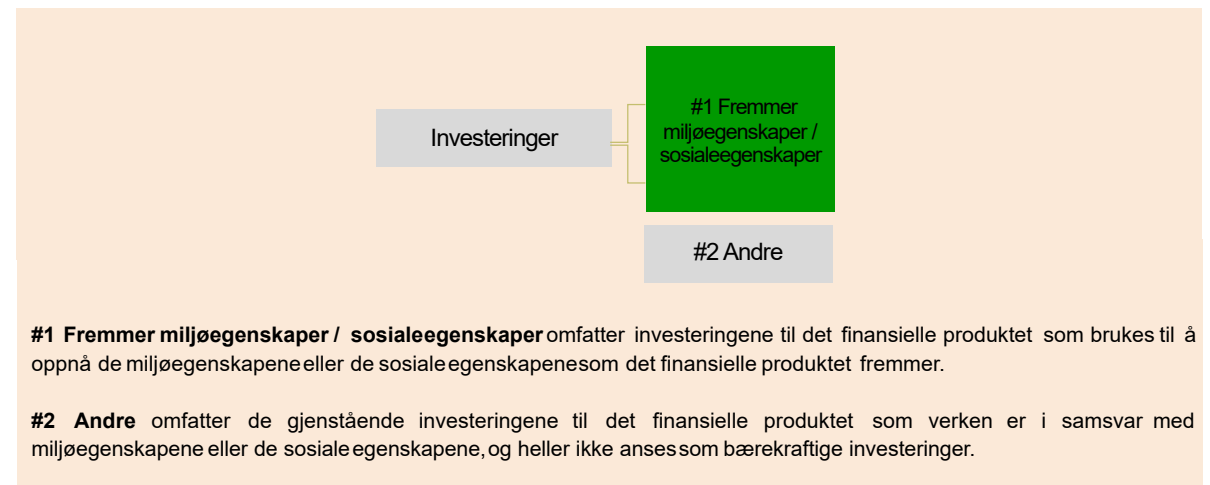 Investeringer
#1 Fremmer
miljøegenskaper /
sosialeegenskaper
#2 Andre
#1 Fremmer miljøegenskaper / sosialeegenskaper omfatter investeringene til det finansielle produktet som brukes til å
oppnå de miljøegenskapene eller de sosiale egenskapene som det finansielle produktet fremmer.
#2 Andre omfatter de gjenstående investeringene til det finansielle produktet som verken er i samsvar med
miljøegenskapene eller de sosiale egenskapene, og heller ikke anses som bærekraftige investeringer.